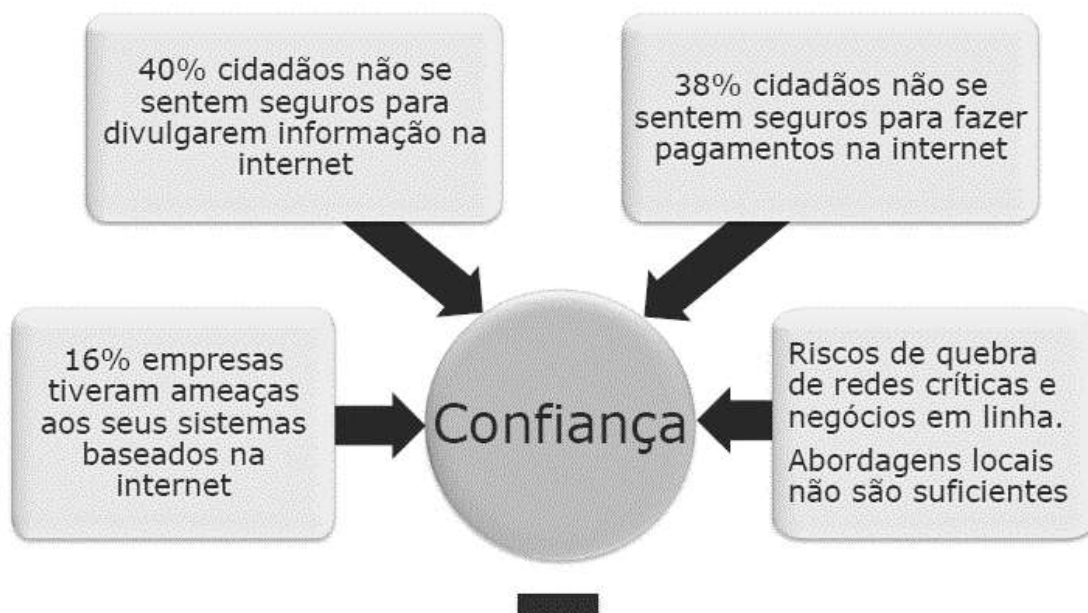 40% cidadãos não se
sentem seguros para
divulgarem informação na
internet
38% cidadãos não se
sentem seguros para fazer
pagamentos na internet
16% empresas
tiveram ameaças
aos seus sistemas
baseados na
internet
Confiança
Riscos de quebra
de redes críticas e
negócios em linha.
Abordagens locais
não são suficientes